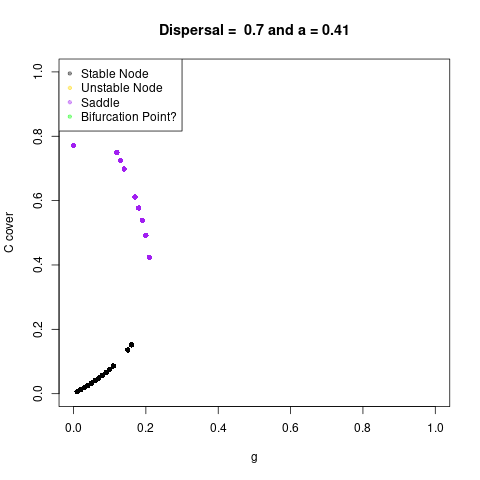 Dispersal =  0.7 and a = 0.41
Stable Node
Unstable Node
Saddle
Bifurcation Point?
C cover
1.0
0.8
0.6
0.4
0.2
0.0
0.0 0.2 0.4 0.6 0.8 1.0
g